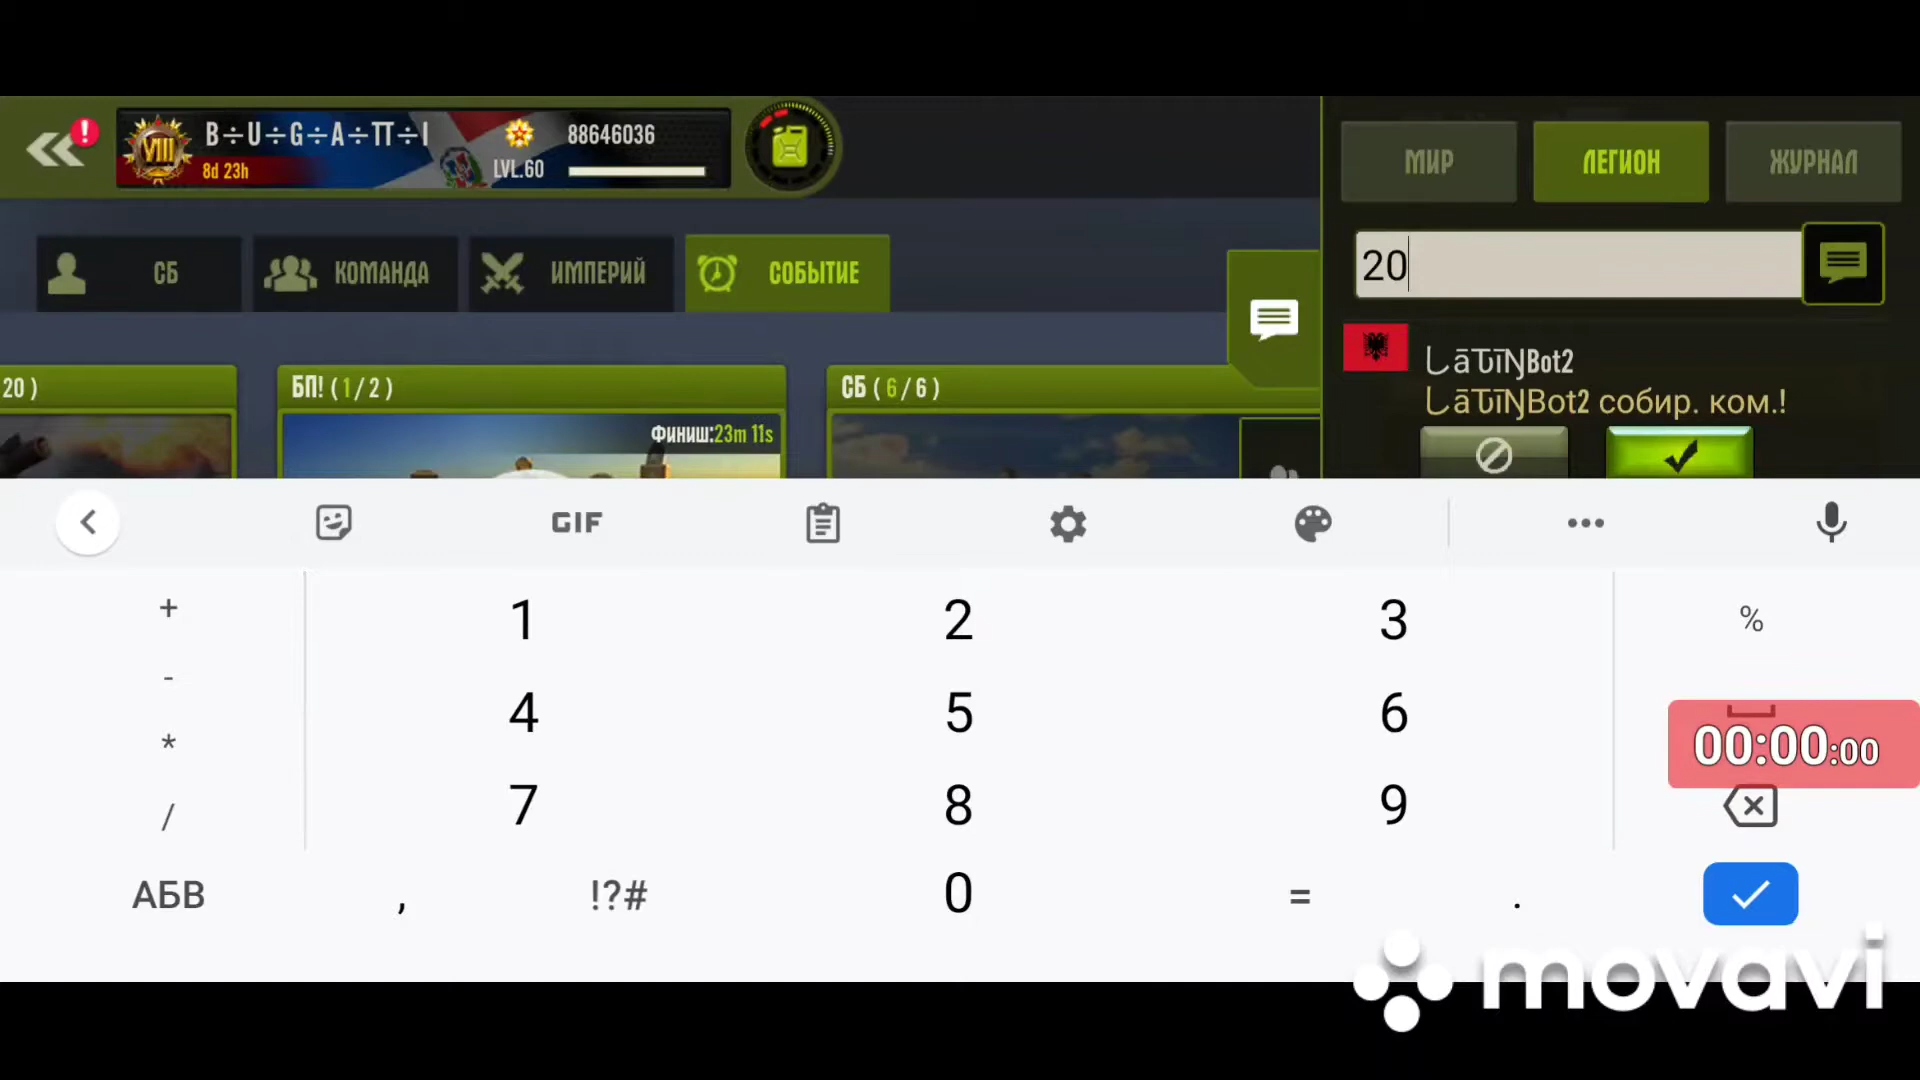 !
VIII
B÷U÷G÷A÷TT÷I
88646036
8d 23h
LVL.60
МИР
ЛЕГИОН
ЖУРНАЛ
СБ
КОМАНДА
ИМПЕРИЙ
СОБЫТИЕ
20
20 )
БП! ( 1 / 2 )
СБ ( 6 / 6 )
Финиш:23m 11s
собир. ком.!
GIF
+
1
2
3
%
-
4
5
6
*
00:00:00
7
8
9
/
АБВ
,
!?#
0
=
.
movavi